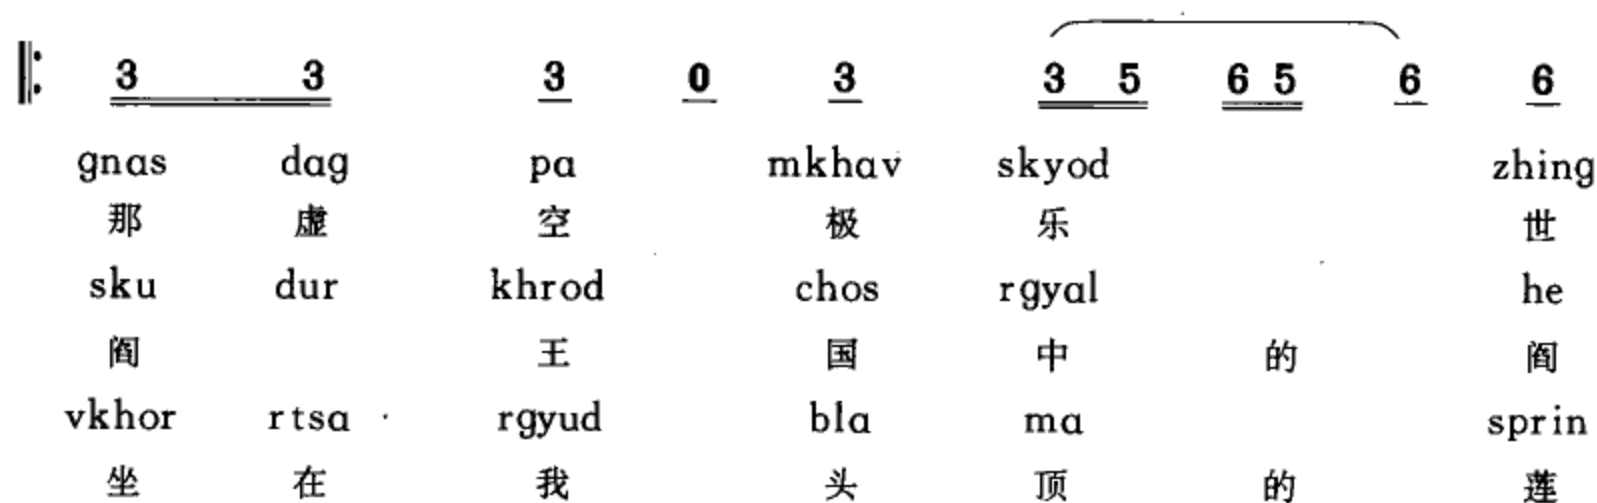 3 3 3 0 3 3 5 6 5 6 6
gnas dag pa mkhav skyod zhing
那 虚 空 极 乐 世
sku dur khrod chos rgyal he
阎 王 国 中 的 阎
vkhor rtsa rgyud bla ma sprin
坐 在 我 头 顶 的 莲